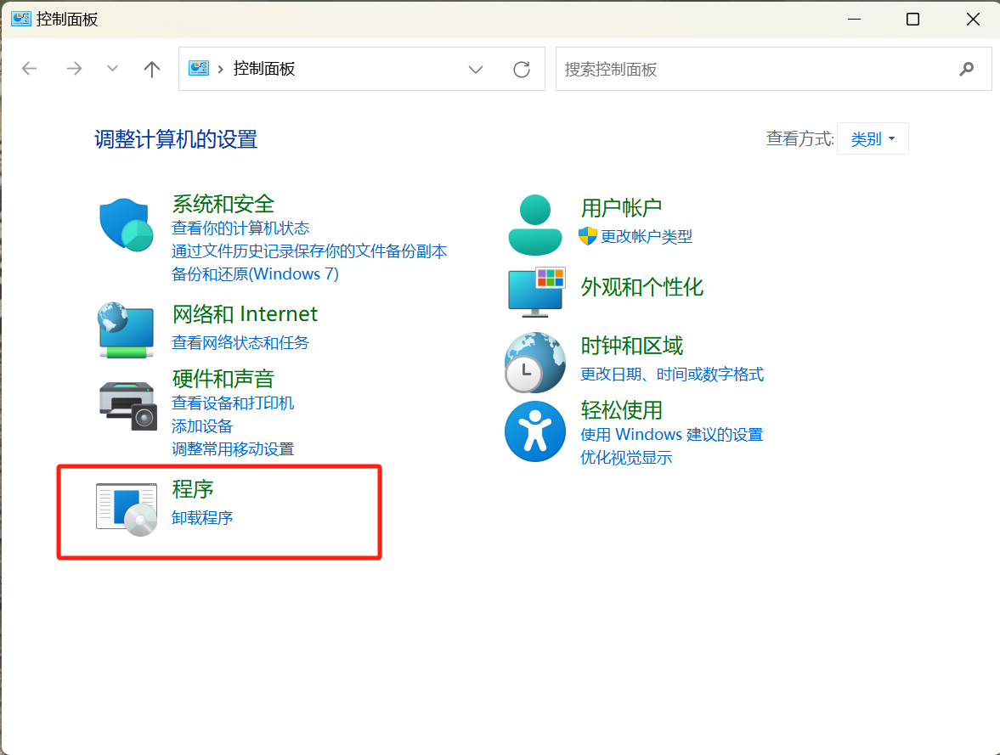 控制面板
控制面板
搜索控制面板
调整计算机的设置
查看方式: 类别
系统和安全
查看你的计算机状态
通过文件历史记录保存你的文件备份副本
备份和还原(Windows 7)
网络和 Internet
查看网络状态和任务
硬件和声音
查看设备和打印机
添加设备
调整常用移动设置
程序
卸载程序
用户帐户
更改帐户类型
外观和个性化
时钟和区域
更改日期、时间或数字格式
轻松使用
使用 Windows 建议的设置
优化视觉显示